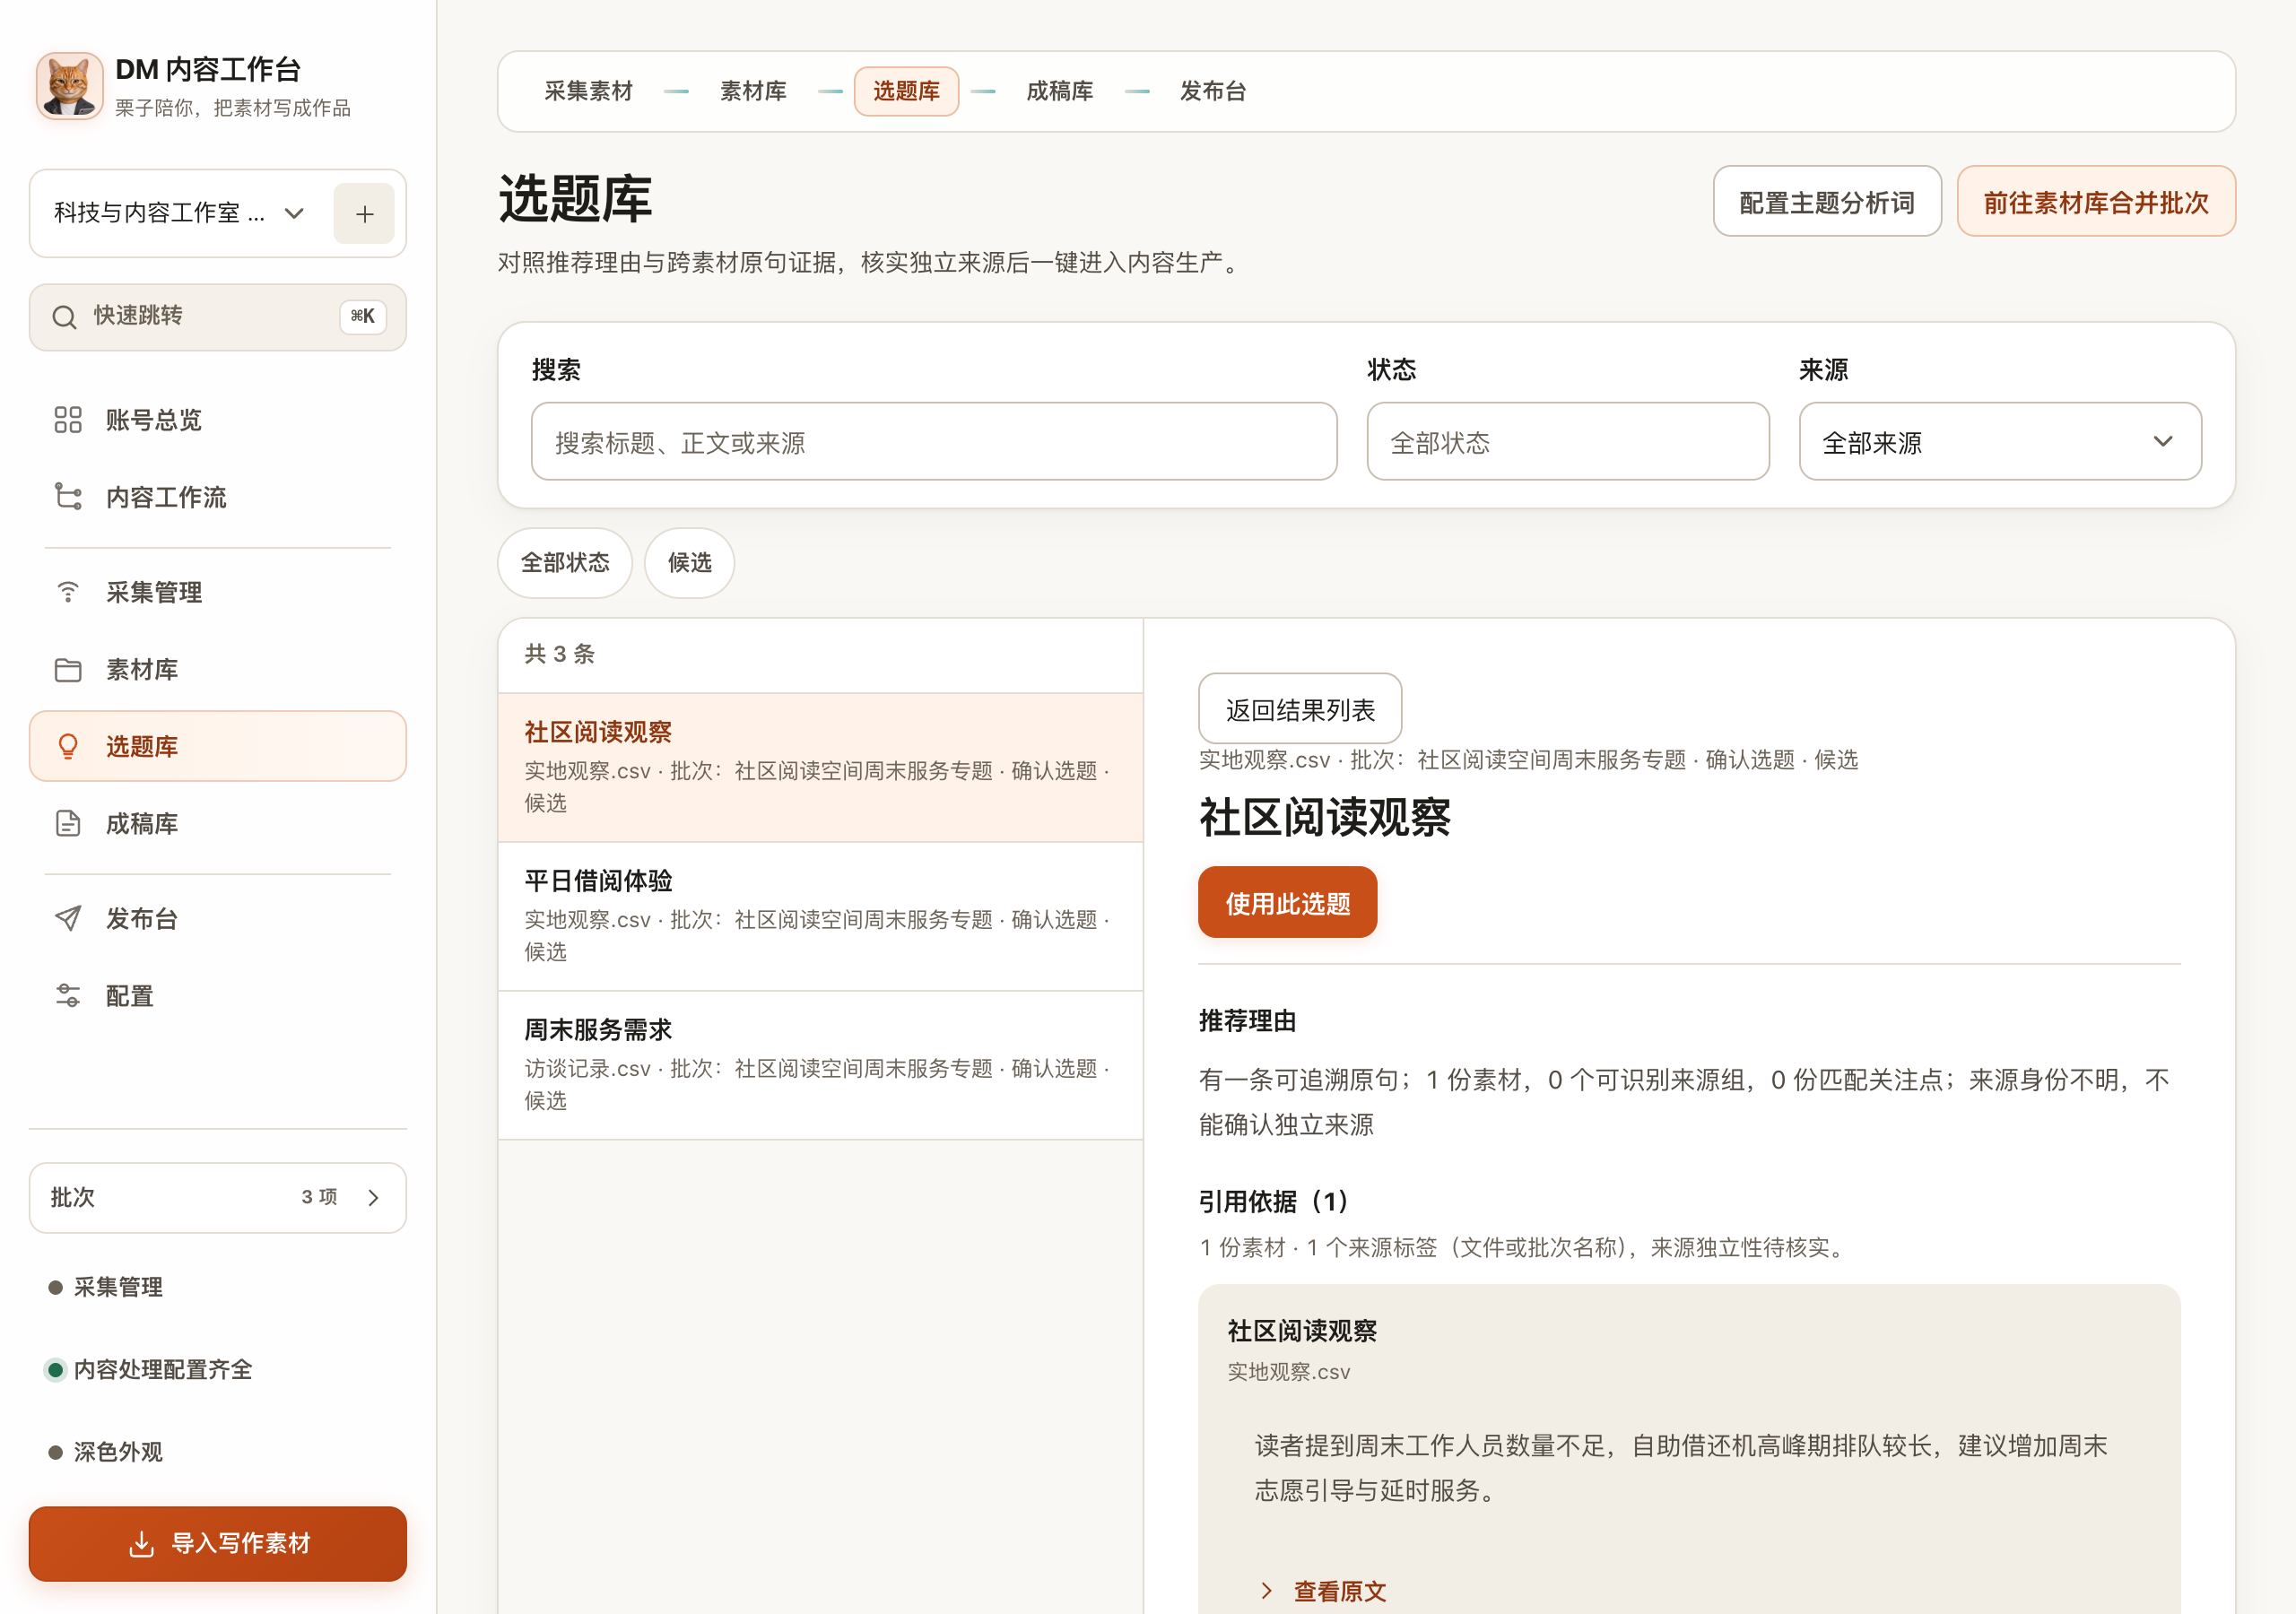 DM 内容工作台
栗子陪你，把素材写成作品
科技与内容工作室 ...
快速跳转
⌘K
账号总览
内容工作流
采集管理
素材库
选题库
成稿库
发布台
配置
批次
3 项
采集管理
内容处理配置齐全
深色外观
导入写作素材
采集素材
素材库
选题库
成稿库
发布台
选题库
配置主题分析词
前往素材库合并批次
对照推荐理由与跨素材原句证据，核实独立来源后一键进入内容生产。
搜索
状态
来源
搜索标题、正文或来源
全部状态
全部来源
全部状态
候选
共 3 条
社区阅读观察
实地观察.csv · 批次：社区阅读空间周末服务专题 · 确认选题 ·
候选
平日借阅体验
实地观察.csv · 批次：社区阅读空间周末服务专题 · 确认选题 ·
候选
周末服务需求
访谈记录.csv · 批次：社区阅读空间周末服务专题 · 确认选题 ·
候选
返回结果列表
实地观察.csv · 批次：社区阅读空间周末服务专题 · 确认选题 · 候选
社区阅读观察
使用此选题
推荐理由
有一条可追溯原句；1 份素材，0 个可识别来源组，0 份匹配关注点；来源身份不明，不
能确认独立来源
引用依据（1）
1 份素材 · 1 个来源标签（文件或批次名称），来源独立性待核实。
社区阅读观察
实地观察.csv
读者提到周末工作人员数量不足，自助借还机高峰期排队较长，建议增加周末
志愿引导与延时服务。
查看原文